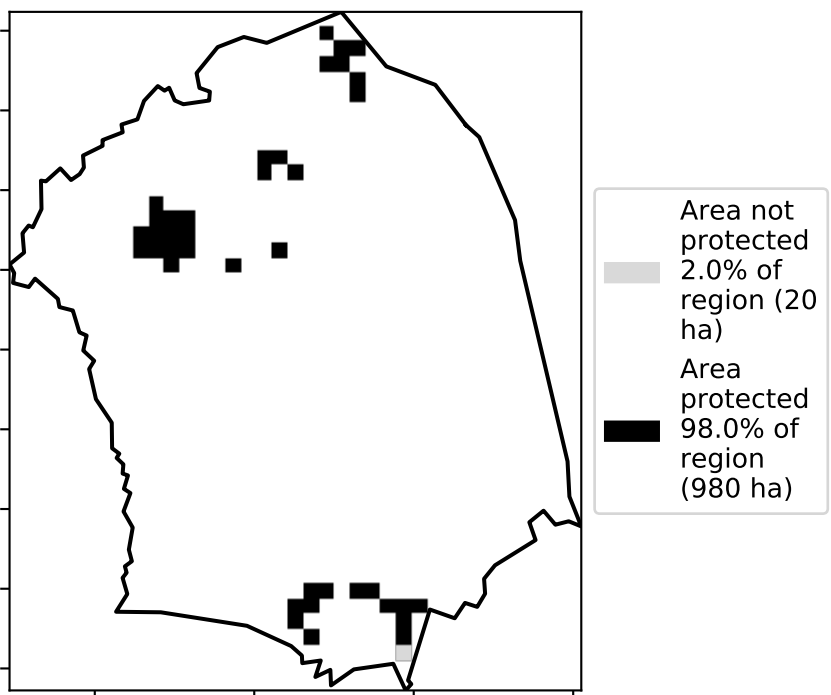 Area not
protected
2.0% of
region (20
ha)
Area
protected
98.0% of
region
(980 ha)